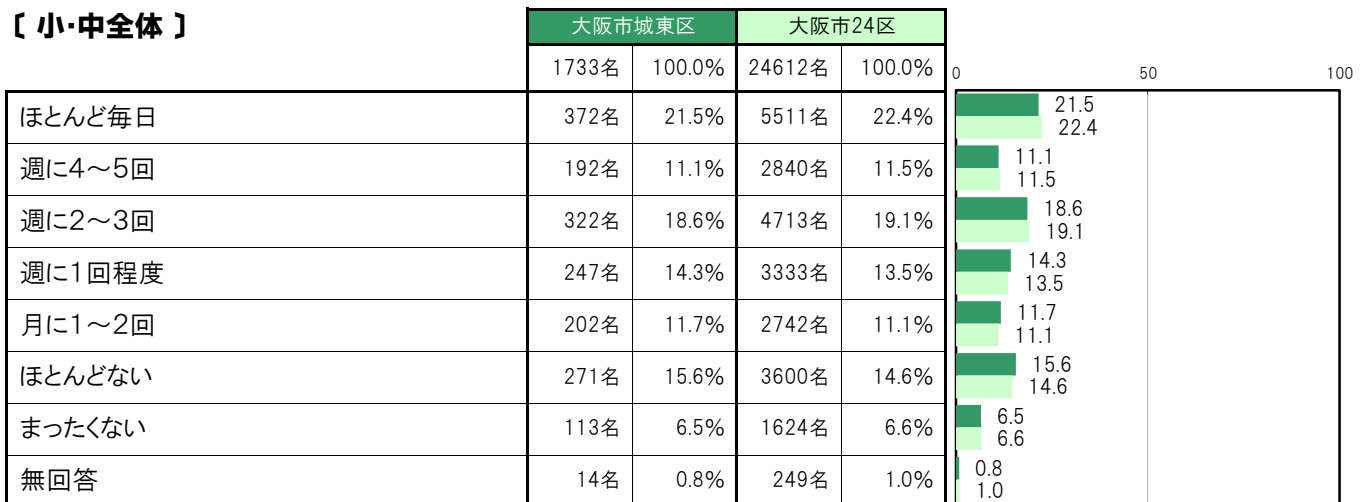 〔 小・中全体 〕
大阪市城東区 大阪市24区
1733名 100.0% 24612名 100.0% 0 50 100
ほとんど毎日 372名 21.5% 5511名 22.4% 21.5
22.4
週に4～5回 192名 11.1% 2840名 11.5% 11.1
11.5
週に2～3回 322名 18.6% 4713名 19.1% 18.6
19.1
週に1回程度 247名 14.3% 3333名 13.5% 14.3
13.5
月に1～2回 202名 11.7% 2742名 11.1% 11.7
11.1
ほとんどない 271名 15.6% 3600名 14.6% 15.6
14.6
まったくない 113名 6.5% 1624名 6.6% 6.5
6.6
無回答 14名 0.8% 249名 1.0% 0.8
1.0